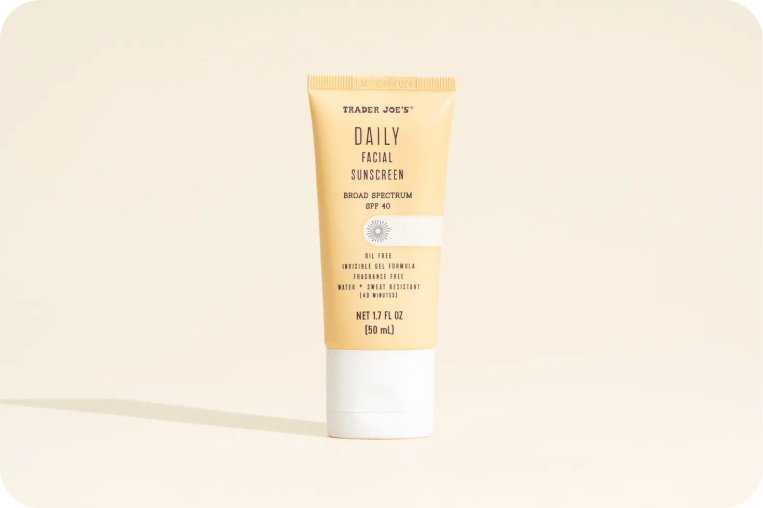 TRADER JOE'S®
DAILY
FACIAL
SUNSCREEN
BROAD SPECTRUM
SPF 40
OIL FREE
INVISIBLE GEL FORMULA
FRAGRANCE FREE
WATER + SWEAT RESISTANT
(40 MINUTES)
NET 1.7 FL OZ
(50 mL)